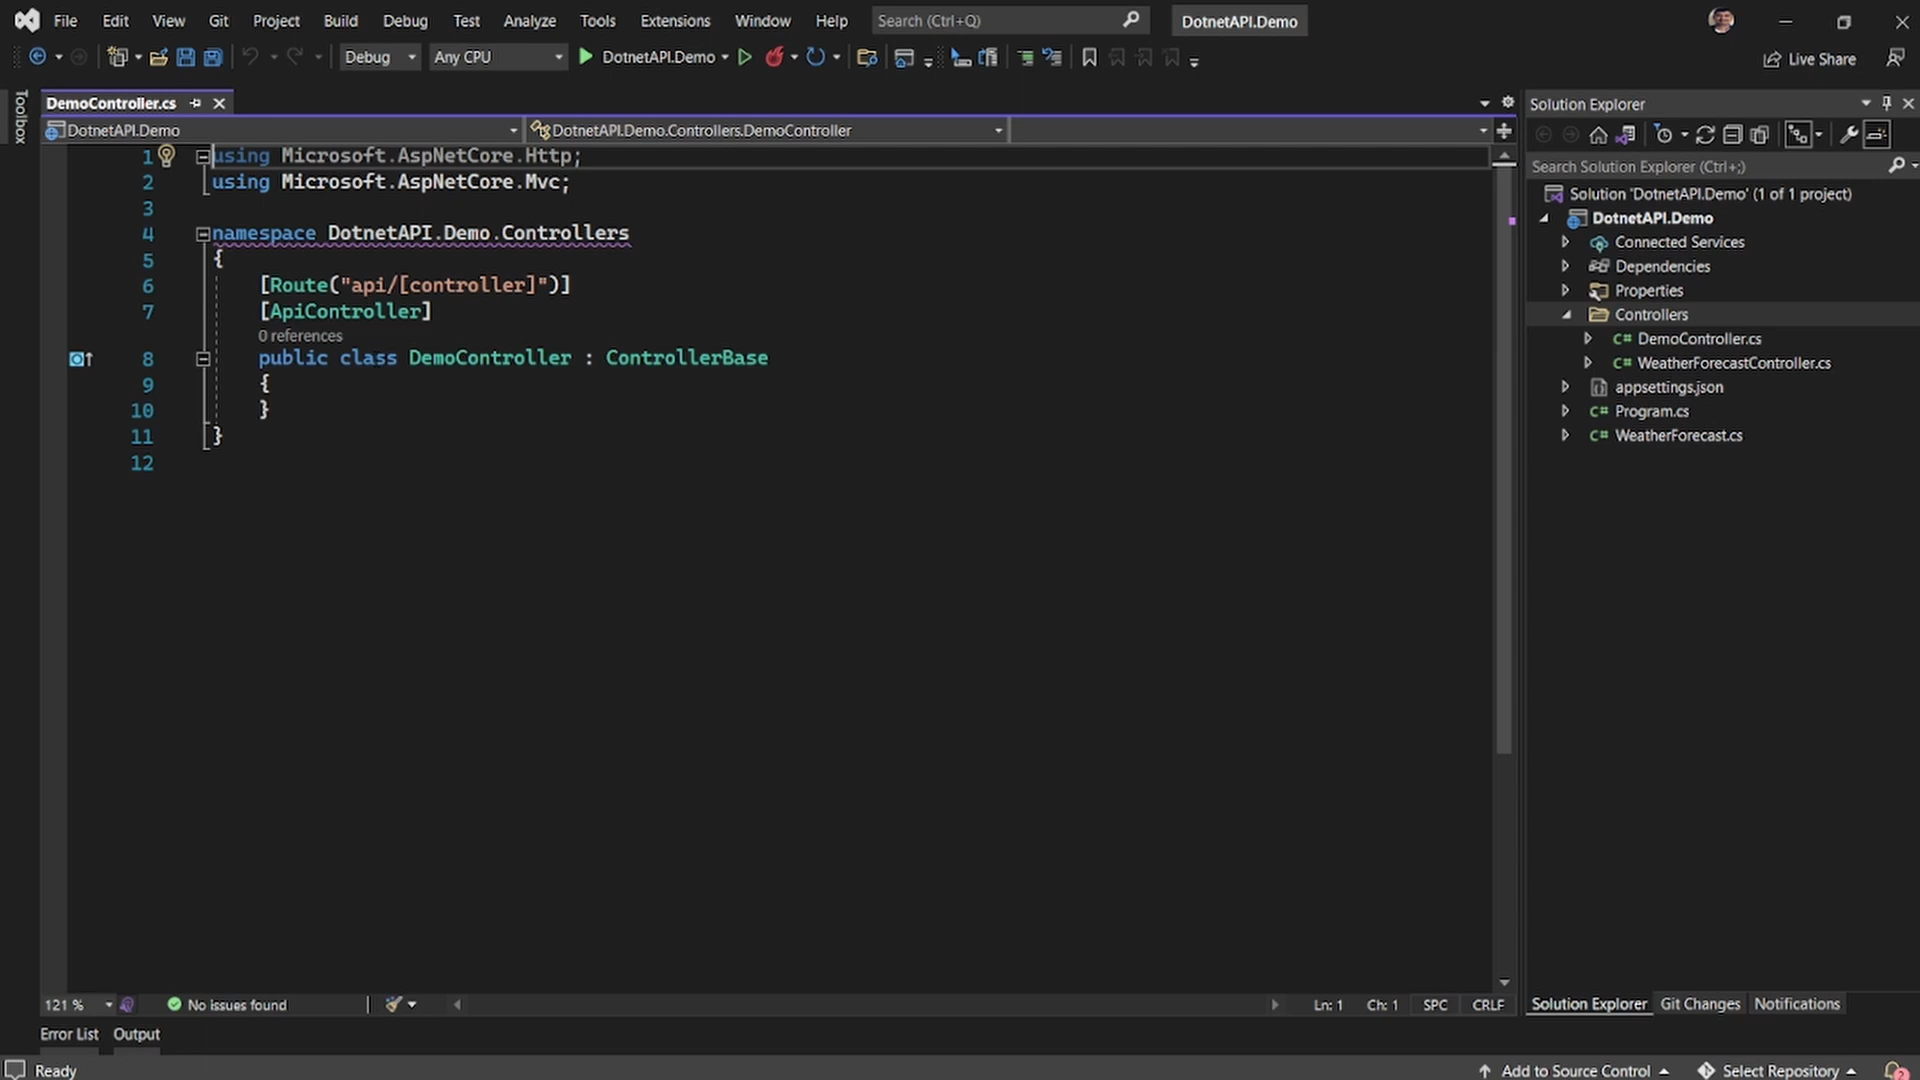 File Edit View Git Project Build Debug Test Analyze Tools Extensions Window Help Search (Ctrl+Q) DotnetAPI.Demo
Debug Any CPU DotnetAPI.Demo Live Share
Toolbox
DemoController.cs
DotnetAPI.Demo DotnetAPI.Demo.Controllers.DemoController
1 using Microsoft.AspNetCore.Http;
2 using Microsoft.AspNetCore.Mvc;
3
4 namespace DotnetAPI.Demo.Controllers
5 {
6 [Route("api/[controller]")]
7 [ApiController]
0 references
8 public class DemoController : ControllerBase
9 {
10 }
11 }
12
121 % No issues found Ln: 1 Ch: 1 SPC CRLF
Solution Explorer
Search Solution Explorer (Ctrl+;)
Solution 'DotnetAPI.Demo' (1 of 1 project)
DotnetAPI.Demo
Connected Services
Dependencies
Properties
Controllers
C# DemoController.cs
C# WeatherForecastController.cs
appsettings.json
C# Program.cs
C# WeatherForecast.cs
Solution Explorer Git Changes Notifications
Error List Output
Ready Add to Source Control Select Repository 2